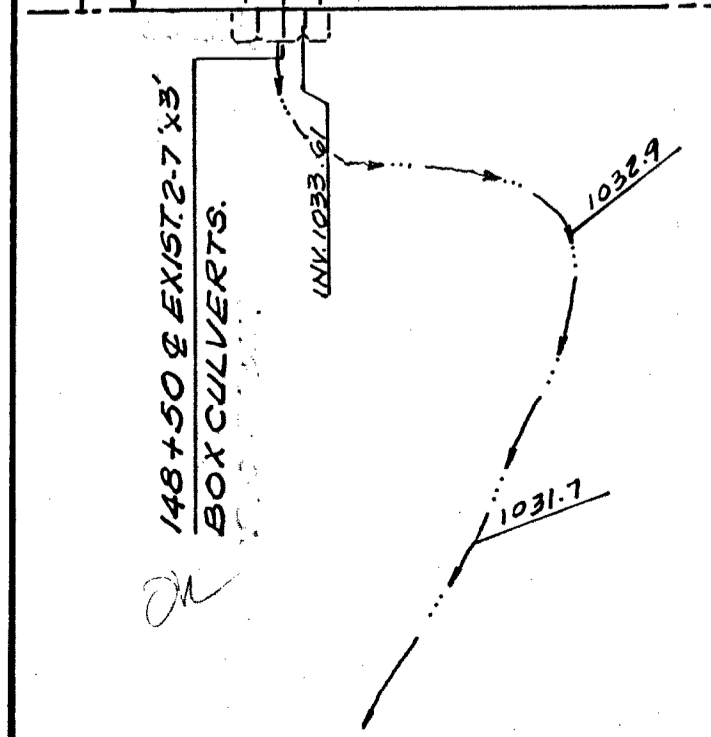 148+50 ℄ EXIST. 2-7'x3'
BOX CULVERTS.
INV. 1033.61
1032.9
1031.7